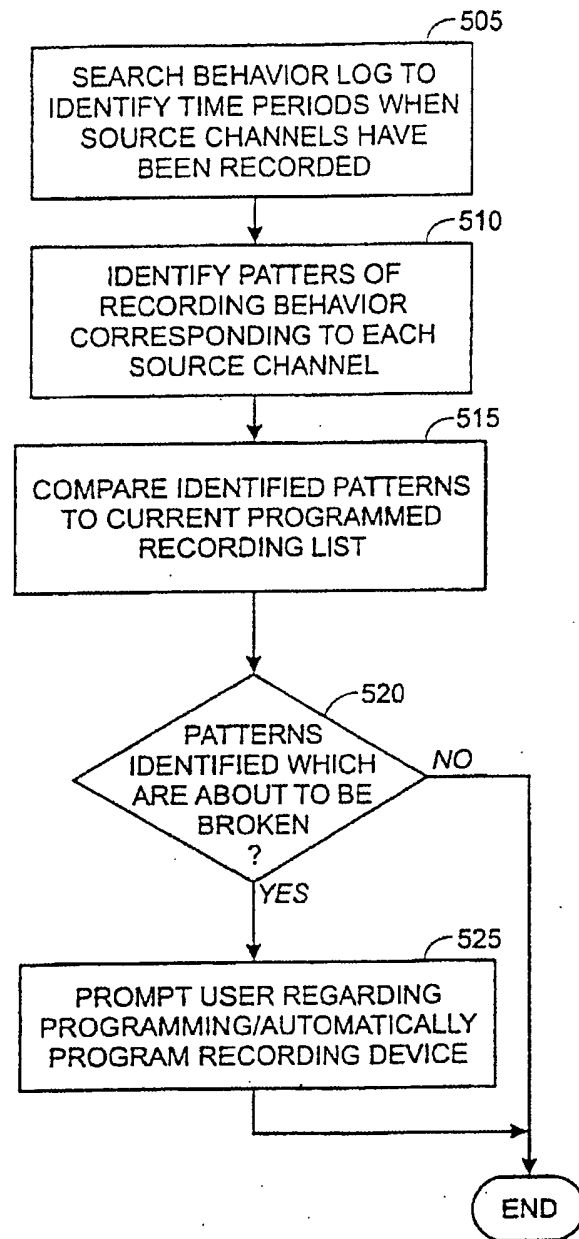 505
SEARCH BEHAVIOR LOG TO
IDENTIFY TIME PERIODS WHEN
SOURCE CHANNELS HAVE
BEEN RECORDED
510
IDENTIFY PATTERS OF
RECORDING BEHAVIOR
CORRESPONDING TO EACH
SOURCE CHANNEL
515
COMPARE IDENTIFIED PATTERNS
TO CURRENT PROGRAMMED
RECORDING LIST
520
PATTERNS
IDENTIFIED WHICH
ARE ABOUT TO BE
BROKEN
?
NO
YES
525
PROMPT USER REGARDING
PROGRAMMING/AUTOMATICALLY
PROGRAM RECORDING DEVICE
END